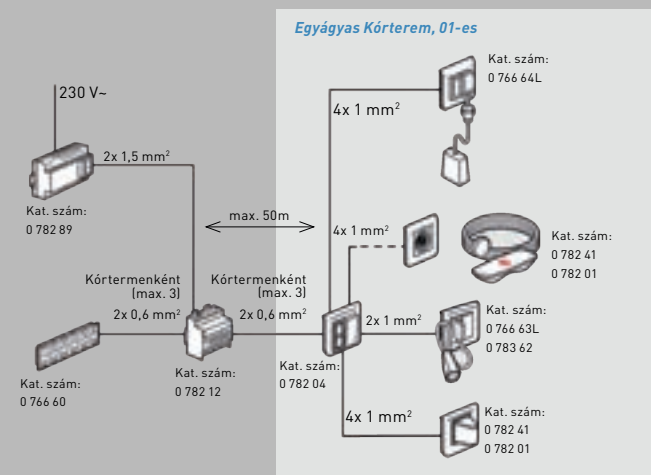 Egyágyas Kórterem, 01-es
Kat. szám:
0 766 64L
230 V~
4x 1 mm²
2x 1,5 mm²
Kat. szám:
0 782 89
max. 50m
4x 1 mm²
Kat. szám:
0 782 41
0 782 01
Kórtermenként
(max. 3)
2x 0,6 mm²
Kórtermenként
(max. 3)
2x 0,6 mm²
2x 1 mm²
Kat. szám:
0 766 63L
0 783 62
Kat. szám:
0 766 60
Kat. szám:
0 782 12
Kat. szám:
0 782 04
4x 1 mm²
Kat. szám:
0 782 41
0 782 01